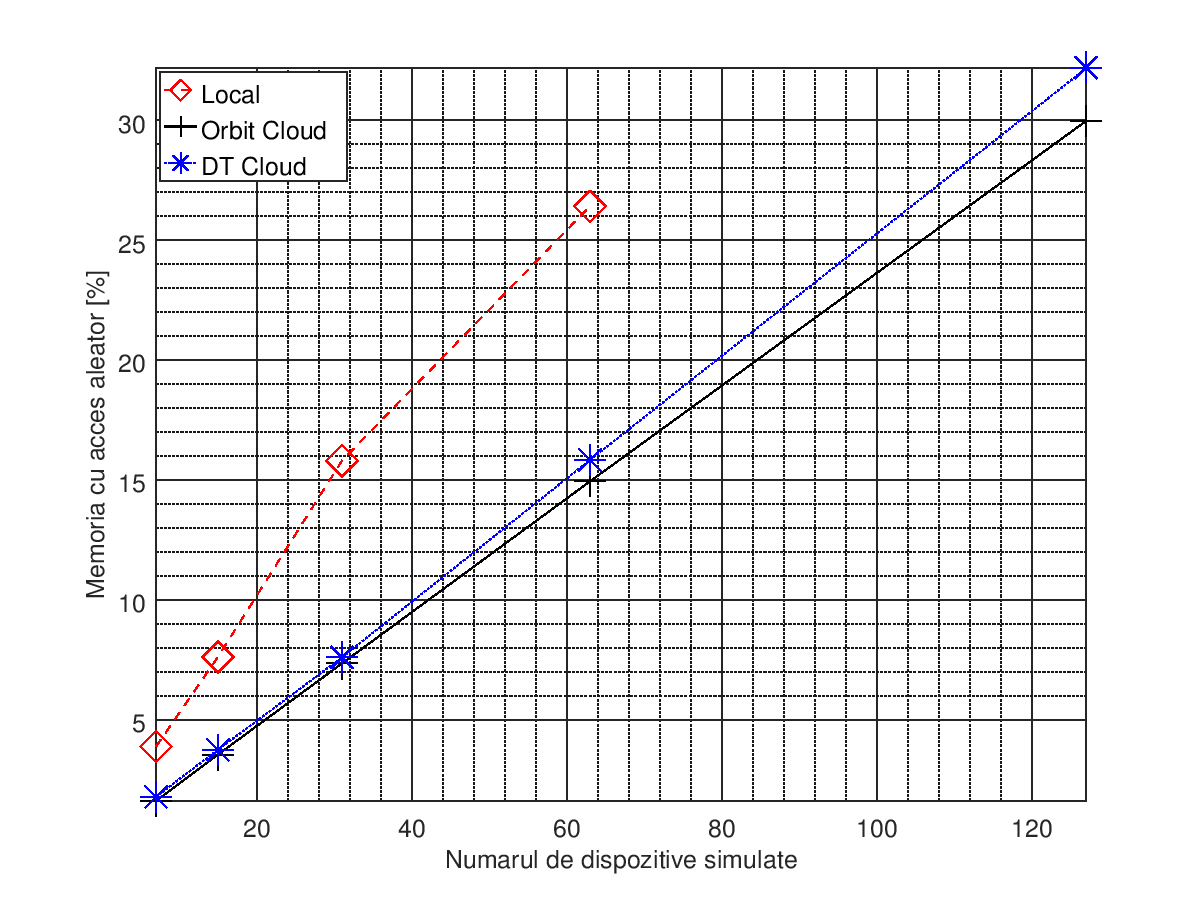 Local
Orbit Cloud
DT Cloud
30
25
20
15
10
5
Memoria cu acces aleator [%]
20 40 60 80 100 120
Numarul de dispozitive simulate